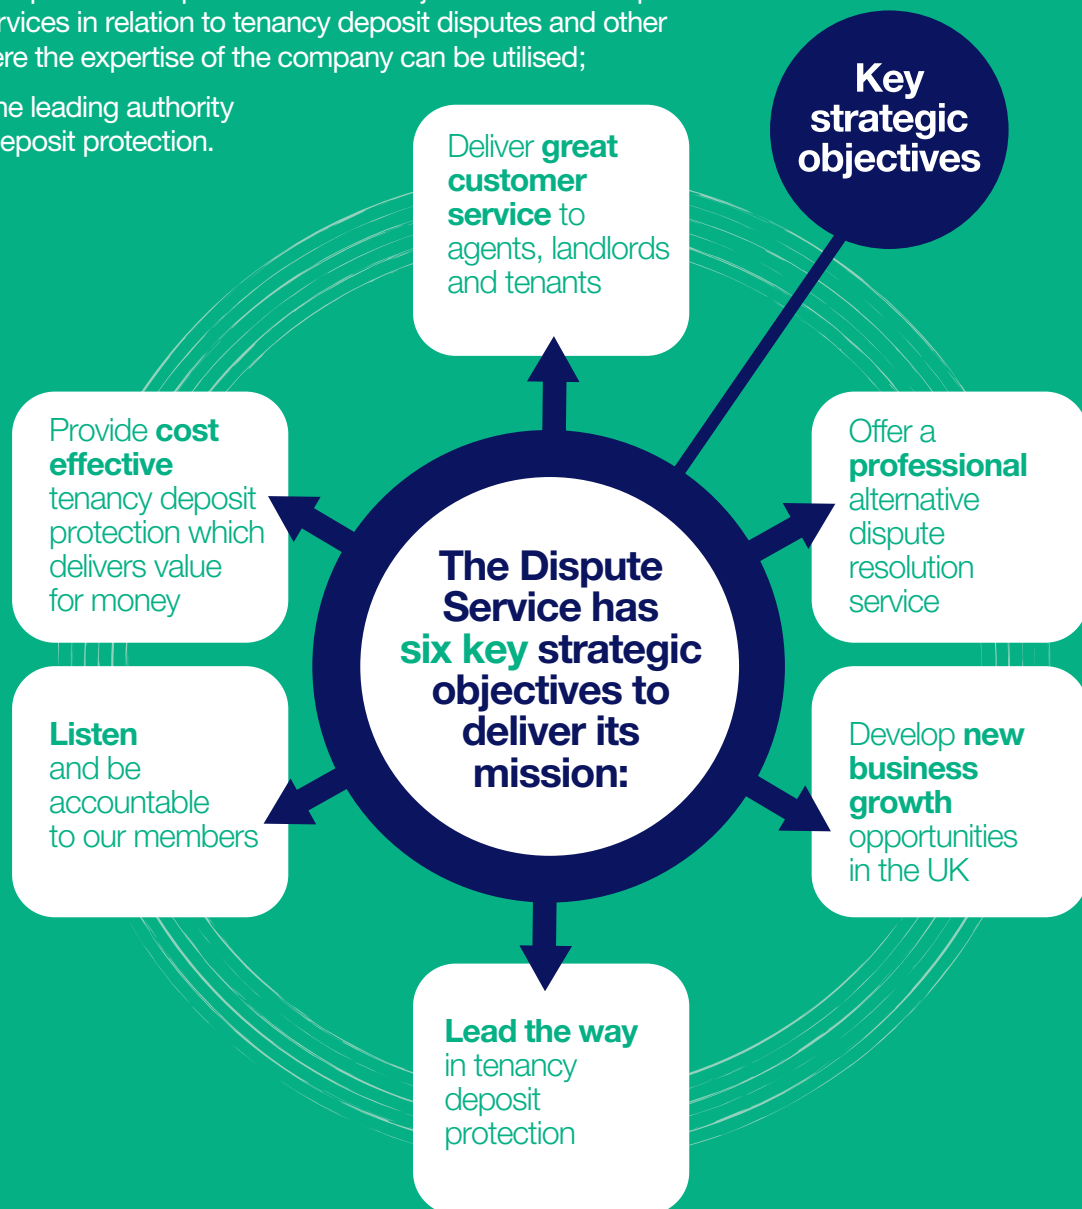 services in relation to tenancy deposit disputes and other
where the expertise of the company can be utilised;
the leading authority
deposit protection.
Key
strategic
objectives
Deliver great
customer
service to
agents, landlords
and tenants
Provide cost
effective
tenancy deposit
protection which
delivers value
for money
Offer a
professional
alternative
dispute
resolution
service
The Dispute
Service has
six key strategic
objectives to
deliver its
mission:
Listen
and be
accountable
to our members
Develop new
business
growth
opportunities
in the UK
Lead the way
in tenancy
deposit
protection